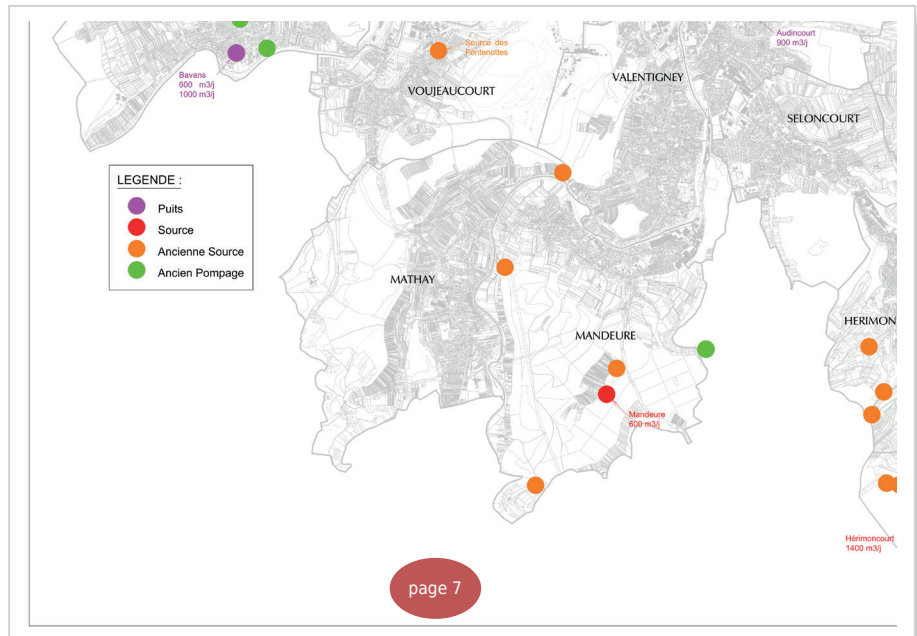 Audincourt
900 m3/j
Source des
Fontenottes
Bavans
600 m3/j
1000 m3/j
VOUJEAUCOURT
VALENTIGNEY
SELONCOURT
LEGENDE :
Puits
Source
Ancienne Source
Ancien Pompage
MATHAY
MANDEURE
HERIMON
Mandeure
600 m3/j
Hérimoncourt
1400 m3/j
page 7